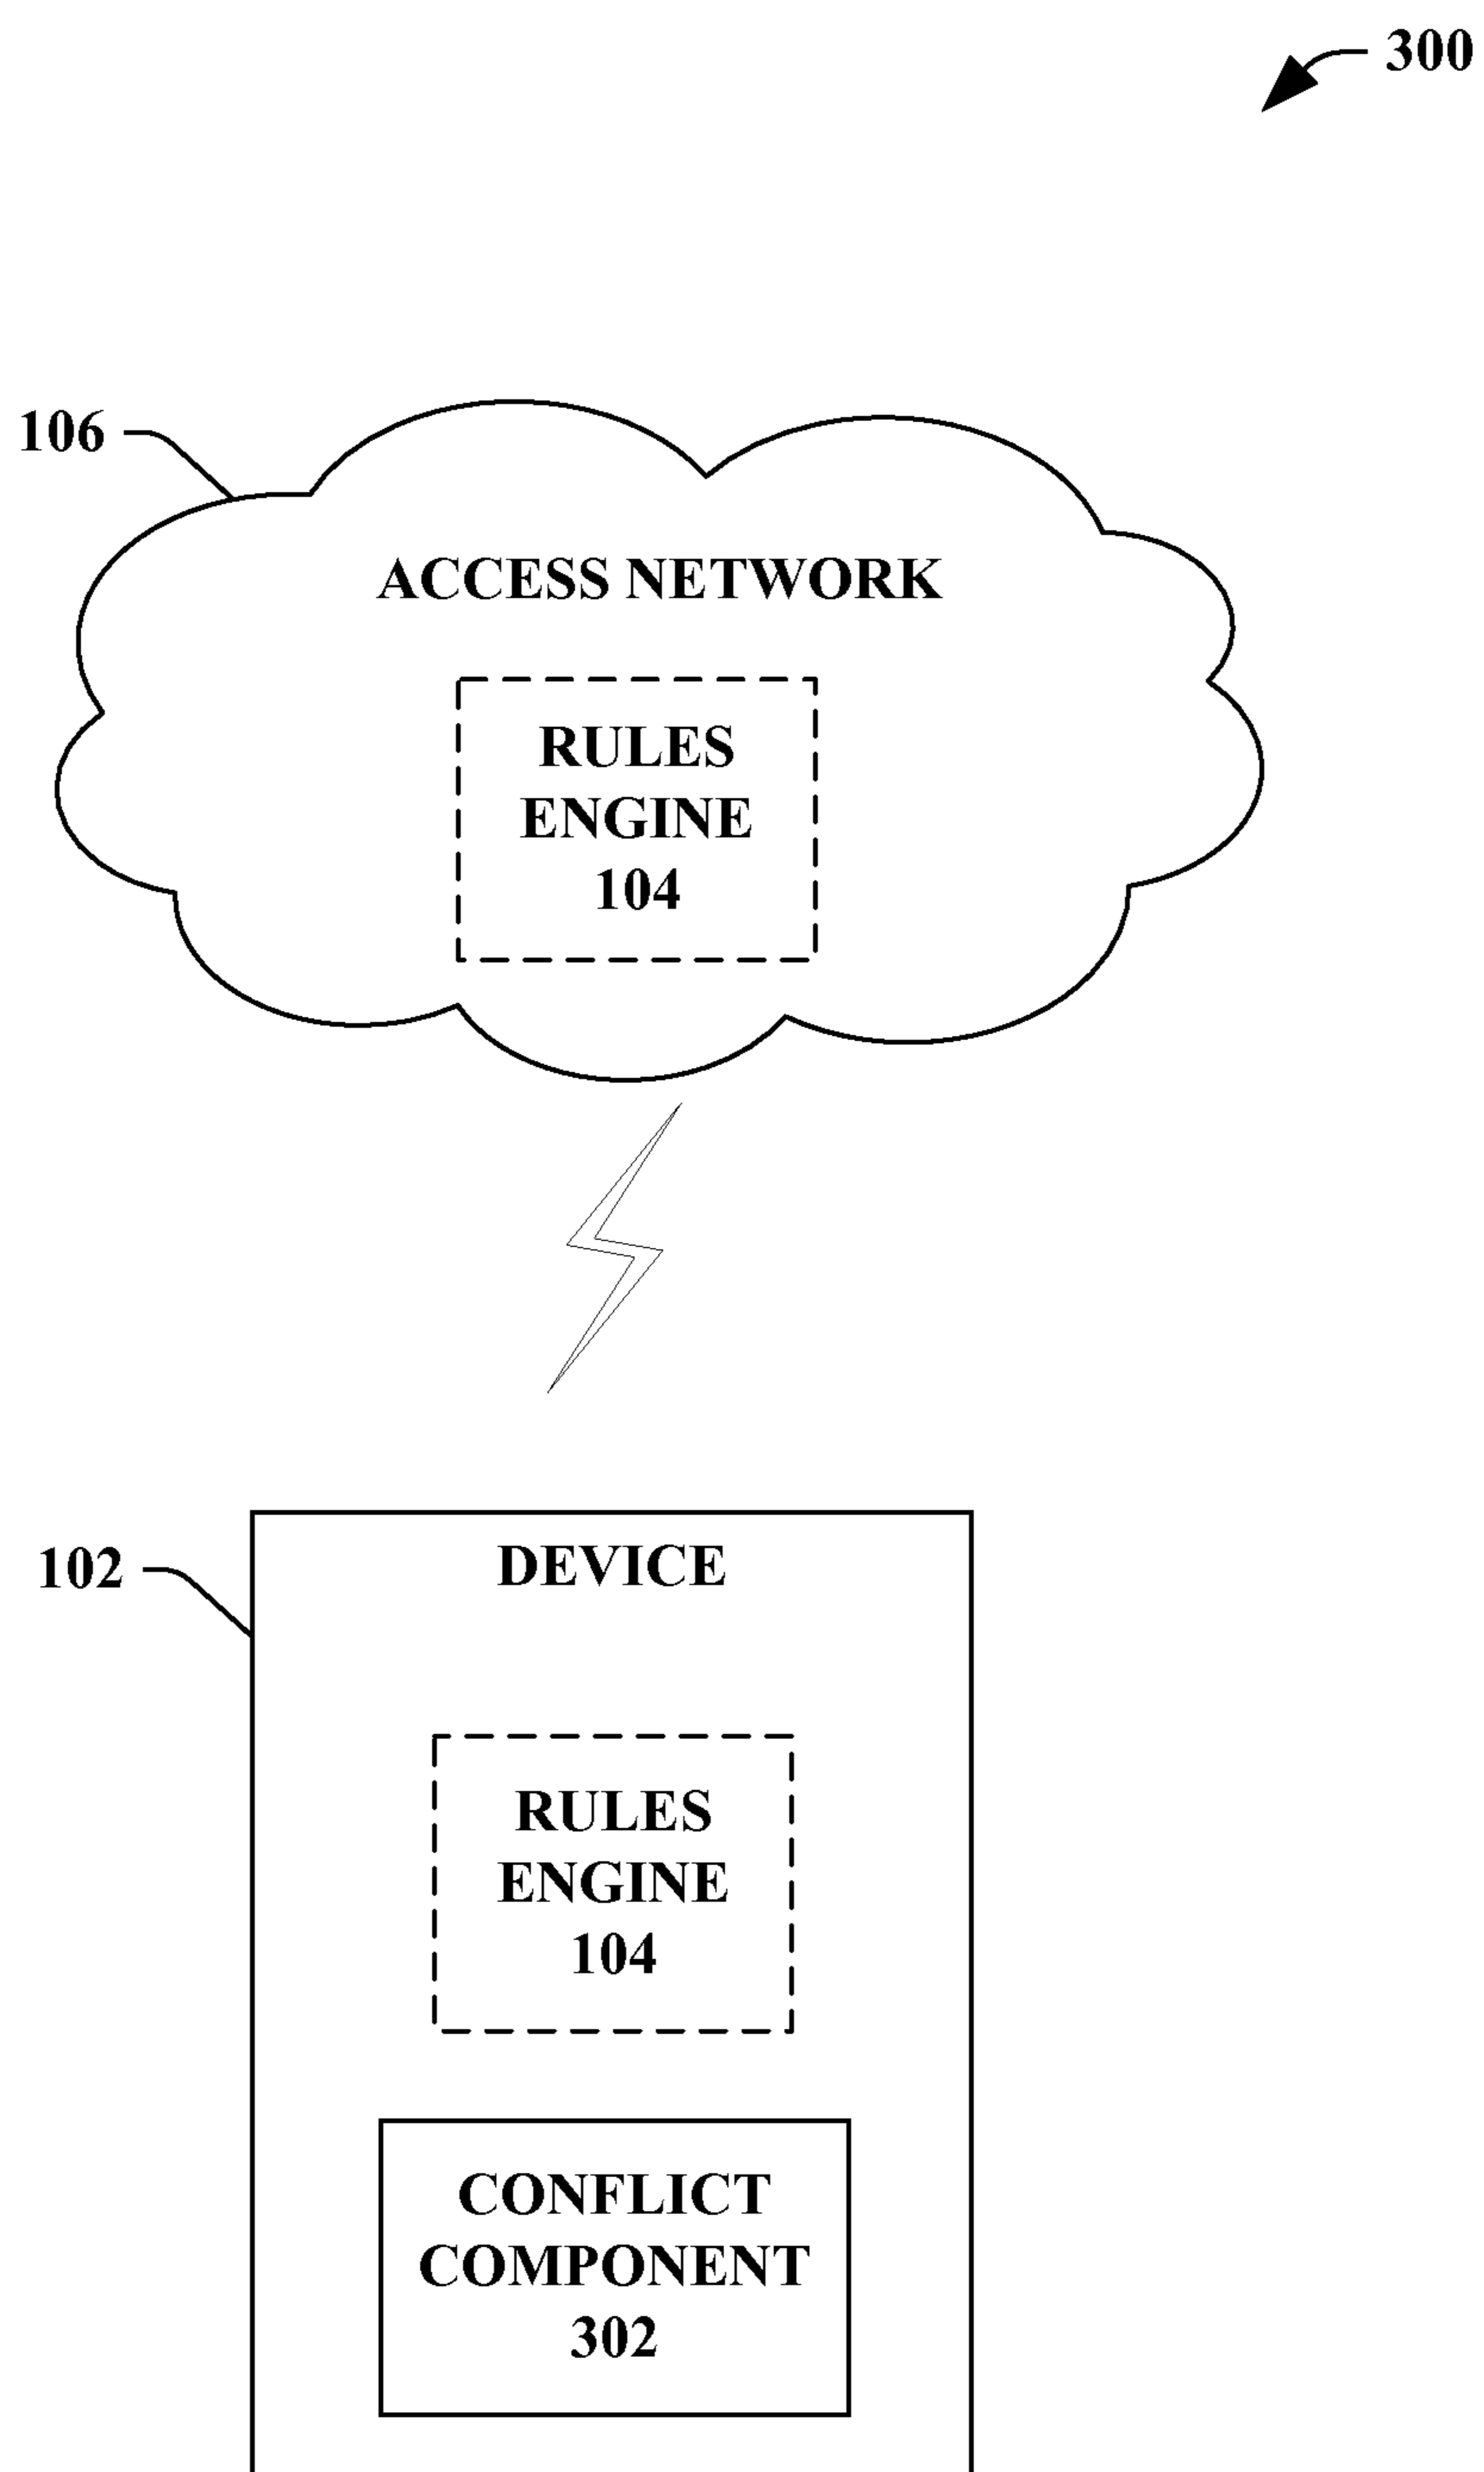 300
106
ACCESS NETWORK
RULES
ENGINE
104
102
DEVICE
RULES
ENGINE
104
CONFLICT
COMPONENT
302